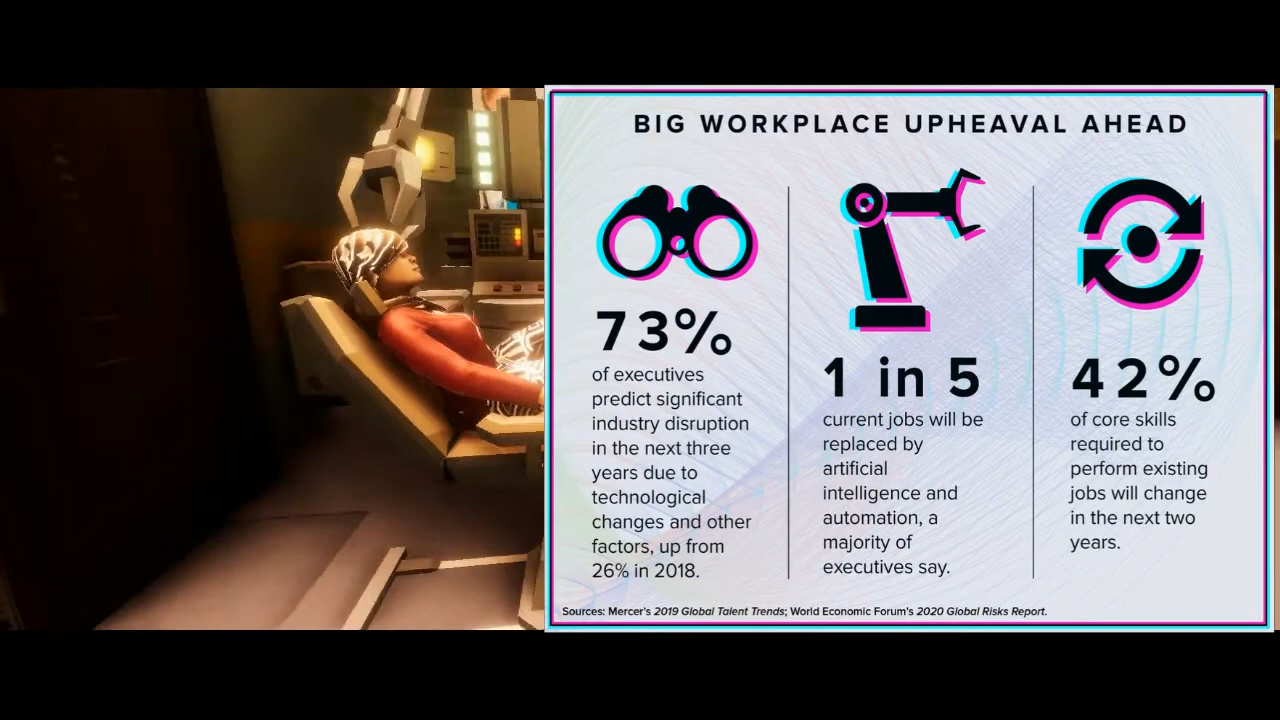 BIG WORKPLACE UPHEAVAL AHEAD
73%
of executives
predict significant
industry disruption
in the next three
years due to
technological
changes and other
factors, up from
26% in 2018.
1 in 5
current jobs will be
replaced by
artificial
intelligence and
automation, a
majority of
executives say.
42%
of core skills
required to
perform existing
jobs will change
in the next two
years.
Sources: Mercer's 2019 Global Talent Trends; World Economic Forum's 2020 Global Risks Report.